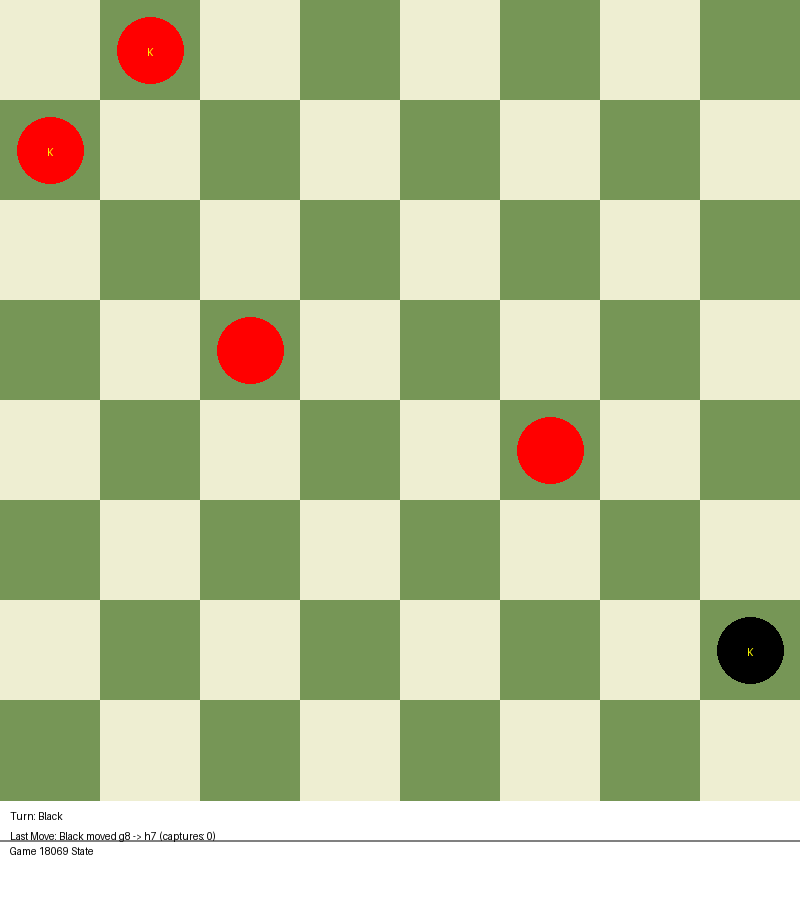 K
K
K
Turn: Black
Last Move: Black moved g8 -> h7 (captures: 0)
Game 18069 State